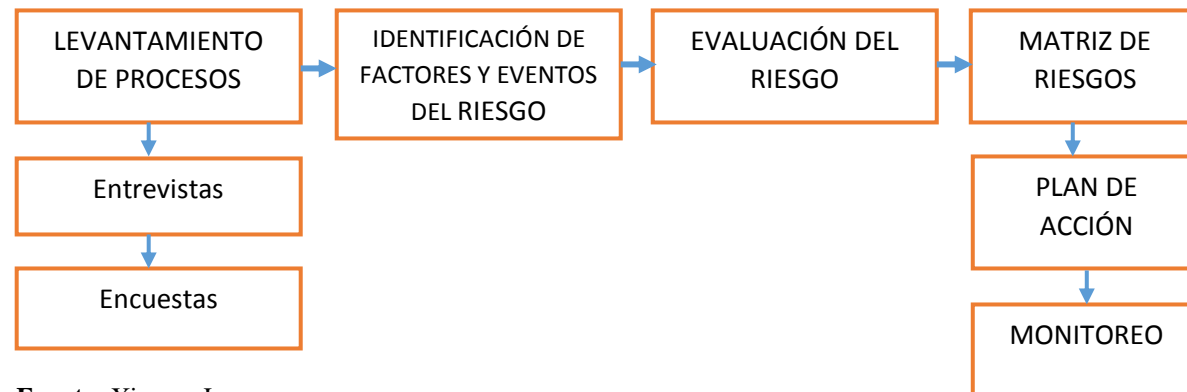 LEVANTAMIENTO
DE PROCESOS
IDENTIFICACIÓN DE
FACTORES Y EVENTOS
DEL RIESGO
EVALUACIÓN DEL
RIESGO
MATRIZ DE
RIESGOS
Entrevistas
Encuestas
PLAN DE
ACCIÓN
MONITOREO